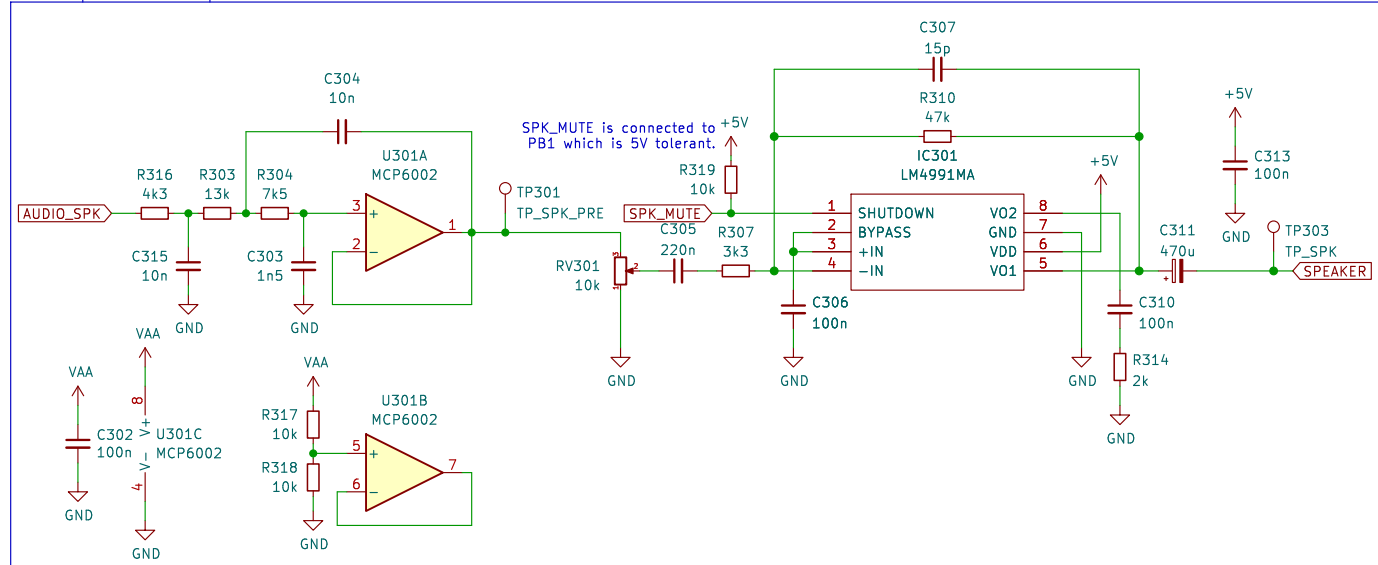 C307
15p
R310
47k
C304
10n
SPK_MUTE is connected to
PB1 which is 5V tolerant.
+5V
+5V
U301A
MCP6002
IC301
LM4991MA
+5V
C313
100n
GND
R316
4k3
R303
13k
R304
7k5
R319
10k
TP301
TP_SPK_PRE
AUDIO_SPK
3
+
1
2
−
SPK_MUTE
1
SHUTDOWN
VO2
8
2
BYPASS
GND
7
3
+IN
VDD
6
4
-IN
VO1
5
C305
220n
R307
3k3
C311
470u
+
TP303
TP_SPK
SPEAKER
C315
10n
C303
1n5
GND
GND
RV301
10k
3
2
1
GND
C306
100n
GND
GND
C310
100n
R314
2k
GND
VAA
C302
100n
GND
VAA
8
V+
V-
4
U301C
MCP6002
GND
VAA
R317
10k
R318
10k
GND
U301B
MCP6002
5
+
7
6
−